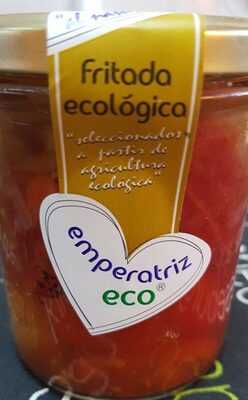 Fritada
ecológica
"seleccionados
a partir de
agricultura
ecológica"
emperatriz
eco®